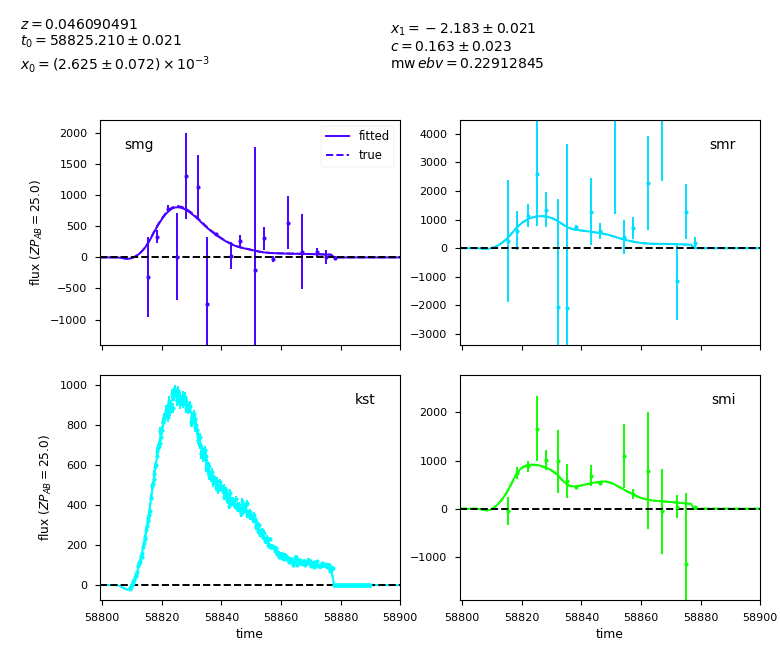 z = 0.046090491
t₀ = 58825.210 ± 0.021
x₀ = (2.625 ± 0.072) × 10⁻³
x₁ = −2.183 ± 0.021
c = 0.163 ± 0.023
mw ebv = 0.22912845
smg
fitted
true
2000
1500
1000
500
0
−500
−1000
flux (ZP_AB = 25.0)
smr
4000
3000
2000
1000
0
−1000
−2000
−3000
kst
1000
800
600
400
200
0
flux (ZP_AB = 25.0)
58800 58820 58840 58860 58880 58900
time
smi
2000
1000
0
−1000
58800 58820 58840 58860 58880 58900
time